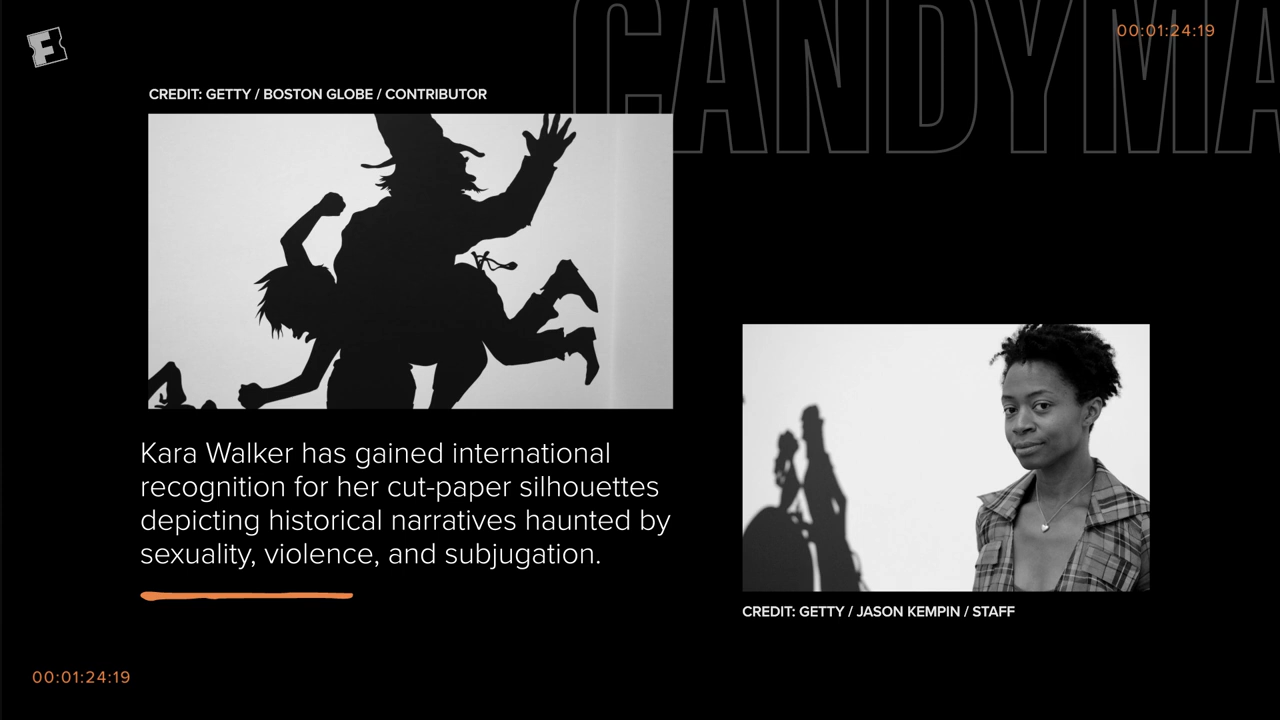 CANDYMA
00:01:24:19
F
CREDIT: GETTY / BOSTON GLOBE / CONTRIBUTOR
Kara Walker has gained international
recognition for her cut-paper silhouettes
depicting historical narratives haunted by
sexuality, violence, and subjugation.
CREDIT: GETTY / JASON KEMPIN / STAFF
00:01:24:19